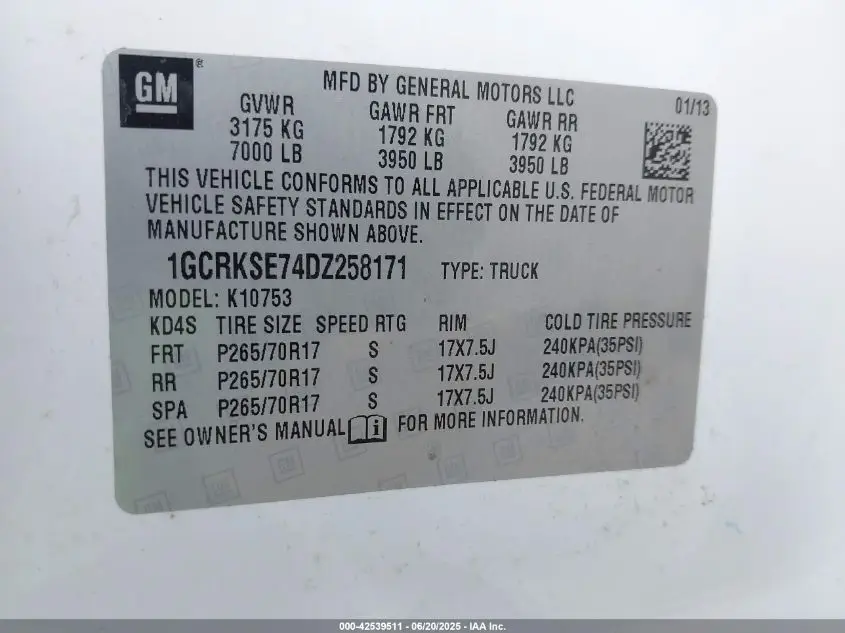 GM ®
MFD BY GENERAL MOTORS LLC
01/13
GVWR GAWR FRT GAWR RR
3175 KG 1792 KG 1792 KG
7000 LB 3950 LB 3950 LB
THIS VEHICLE CONFORMS TO ALL APPLICABLE U.S. FEDERAL MOTOR
VEHICLE SAFETY STANDARDS IN EFFECT ON THE DATE OF
MANUFACTURE SHOWN ABOVE.
1GCRKSE74DZ258171 TYPE: TRUCK
MODEL: K10753
KD4S TIRE SIZE SPEED RTG RIM COLD TIRE PRESSURE
FRT P265/70R17 S 17X7.5J 240KPA(35PSI)
RR P265/70R17 S 17X7.5J 240KPA(35PSI)
SPA P265/70R17 S 17X7.5J 240KPA(35PSI)
SEE OWNER'S MANUAL i FOR MORE INFORMATION.
000-42539511 - 06/20/2025 - IAA Inc.